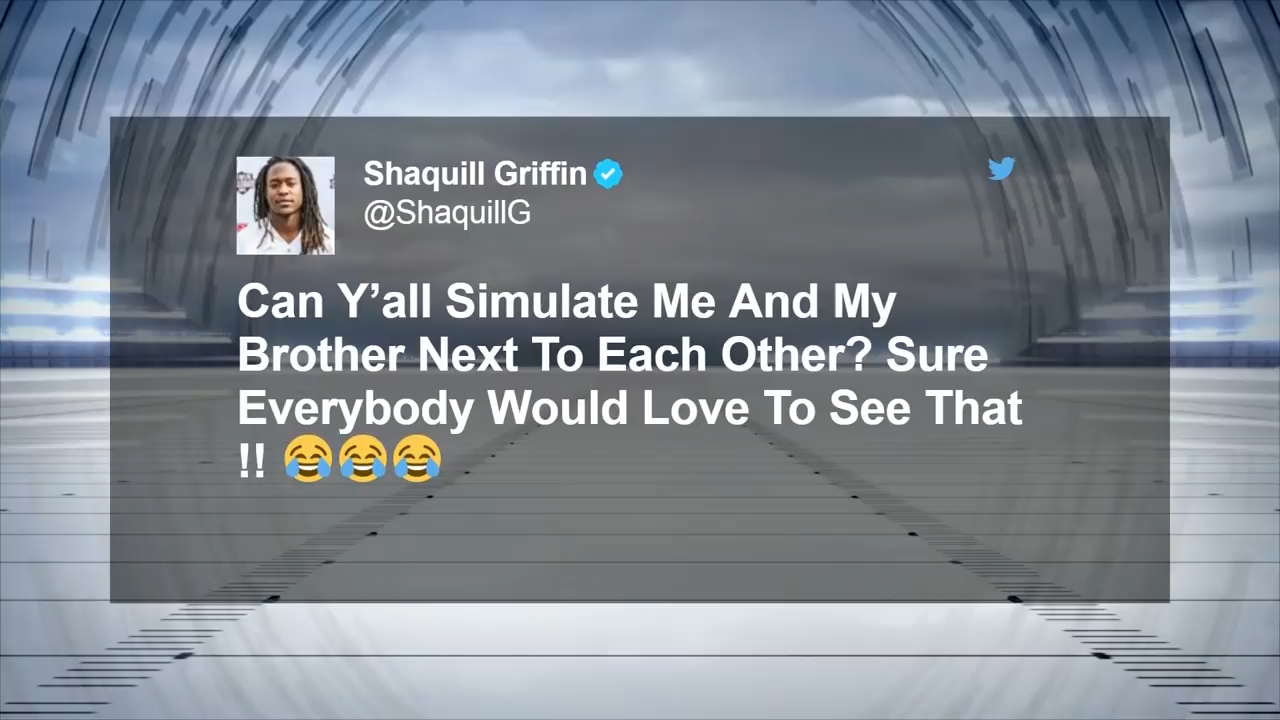 Shaquill Griffin
@ShaquillG
Can Y’all Simulate Me And My
Brother Next To Each Other? Sure
Everybody Would Love To See That
!! 😂😂😂